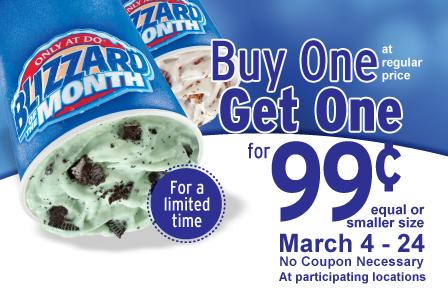 ONLY AT DQ
BLIZZARD
OF THE
MONTH
Buy One at regular price
Get One
for 99¢
equal or
smaller size
For a
limited
time
March 4 - 24
No Coupon Necessary
At participating locations